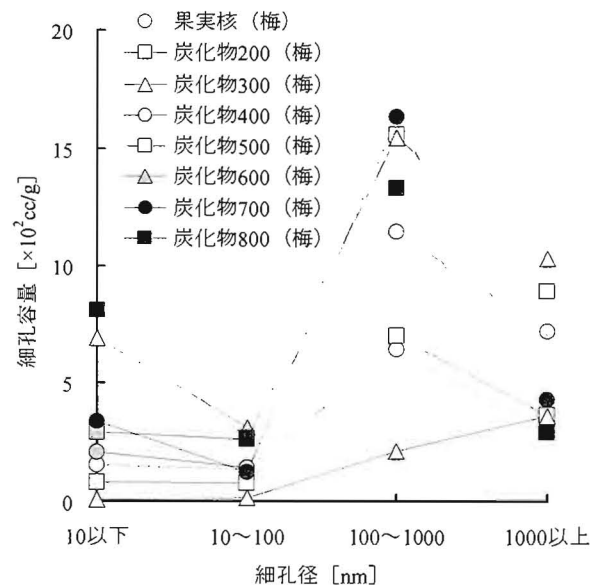 20
15
10
5
0
細孔容量 [×10²cc/g]
果実核 (梅)
炭化物200 (梅)
炭化物300 (梅)
炭化物400 (梅)
炭化物500 (梅)
炭化物600 (梅)
炭化物700 (梅)
炭化物800 (梅)
10以下
10～100
100～1000
1000以上
細孔径 [nm]